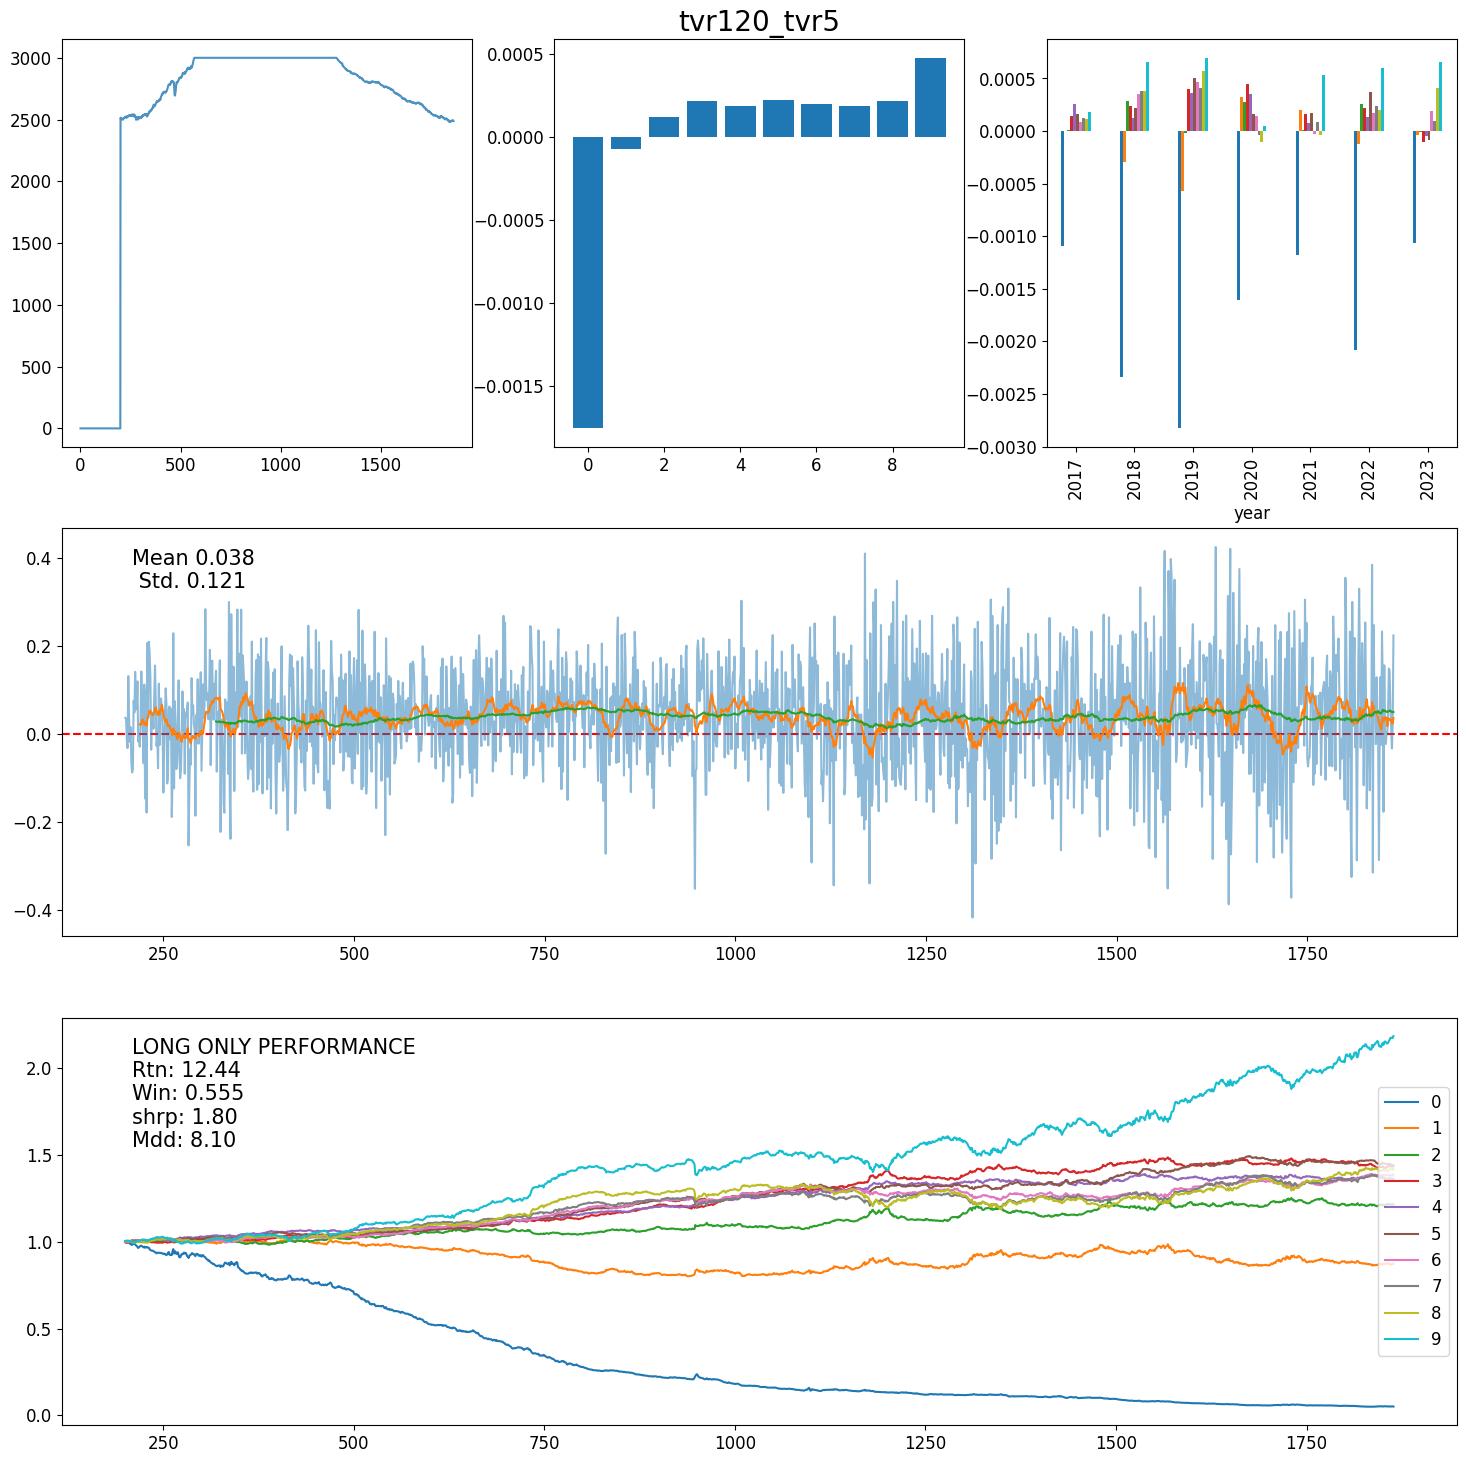 tvr120_tvr5
3000
2500
2000
1500
1000
500
0
0 500 1000 1500
0.0005
0.0000
−0.0005
−0.0010
−0.0015
0 2 4 6 8
0.0005
0.0000
−0.0005
−0.0010
−0.0015
−0.0020
−0.0025
−0.0030
2017 2018 2019 2020 2021 2022 2023
year
Mean 0.038
Std. 0.121
0.4
0.2
0.0
−0.2
−0.4
250 500 750 1000 1250 1500 1750
LONG ONLY PERFORMANCE
Rtn: 12.44
Win: 0.555
shrp: 1.80
Mdd: 8.10
2.0
1.5
1.0
0.5
0.0
250 500 750 1000 1250 1500 1750
0
1
2
3
4
5
6
7
8
9